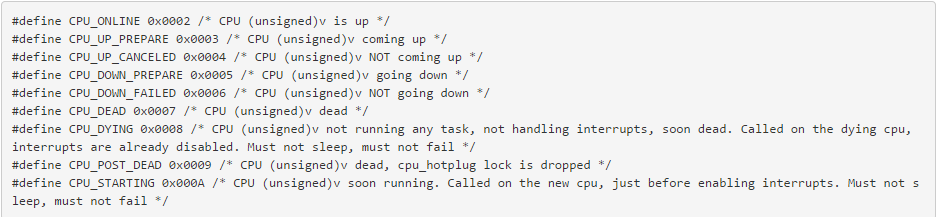 #define CPU_ONLINE 0x0002 /* CPU (unsigned)v is up */
#define CPU_UP_PREPARE 0x0003 /* CPU (unsigned)v coming up */
#define CPU_UP_CANCELED 0x0004 /* CPU (unsigned)v NOT coming up */
#define CPU_DOWN_PREPARE 0x0005 /* CPU (unsigned)v going down */
#define CPU_DOWN_FAILED 0x0006 /* CPU (unsigned)v NOT going down */
#define CPU_DEAD 0x0007 /* CPU (unsigned)v dead */
#define CPU_DYING 0x0008 /* CPU (unsigned)v not running any task, not handling interrupts, soon dead. Called on the dying cpu,
interrupts are already disabled. Must not sleep, must not fail */
#define CPU_POST_DEAD 0x0009 /* CPU (unsigned)v dead, cpu_hotplug lock is dropped */
#define CPU_STARTING 0x000A /* CPU (unsigned)v soon running. Called on the new cpu, just before enabling interrupts. Must not s
leep, must not fail */